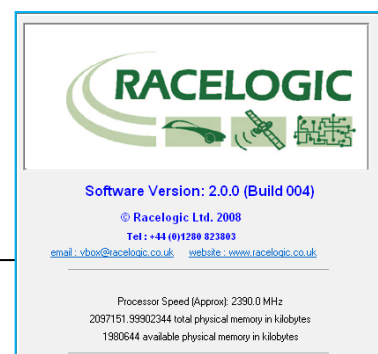 RACELOGIC
Software Version: 2.0.0 (Build 004)
© Racelogic Ltd. 2008
Tel : +44 (0)1280 823803
email : vbox@racelogic.co.uk website : www.racelogic.co.uk
Processor Speed (Approx): 2390.0 MHz
2097151.99902344 total physical memory in kilobytes
1980644 available physical memory in kilobytes